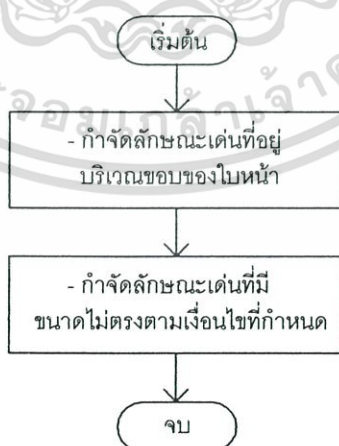 เริ่มต้น
- กำจัดลักษณะเด่นที่อยู่
บริเวณขอบของใบหน้า
- กำจัดลักษณะเด่นที่มี
ขนาดไม่ตรงตามเงื่อนไขที่กำหนด
จบ